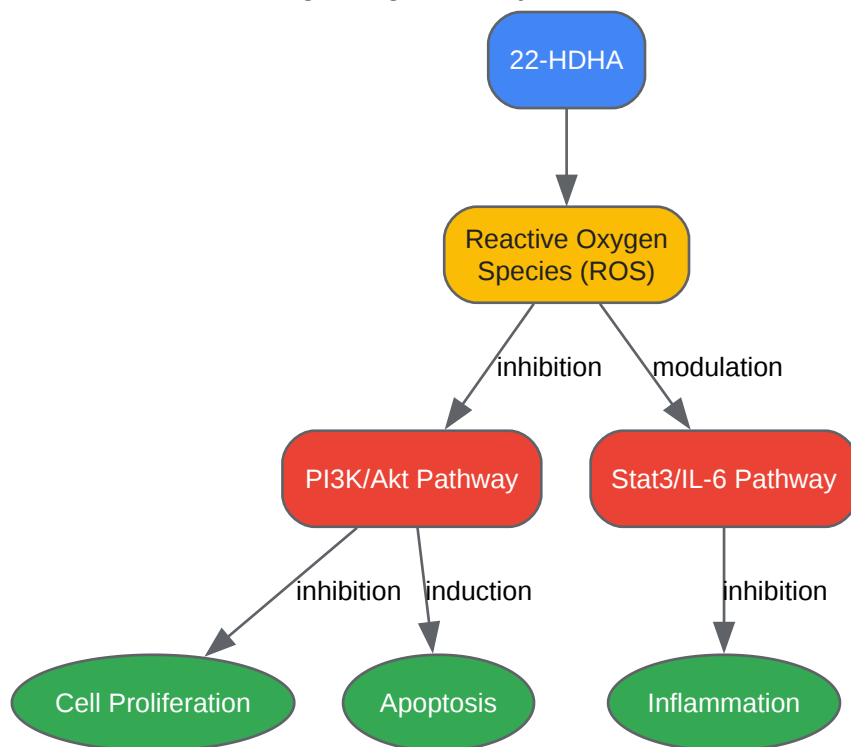 22-HDHA
Reactive Oxygen
Species (ROS)
inhibition
modulation
PI3K/Akt Pathway
Stat3/IL-6 Pathway
inhibition
induction
inhibition
Cell Proliferation
Apoptosis
Inflammation